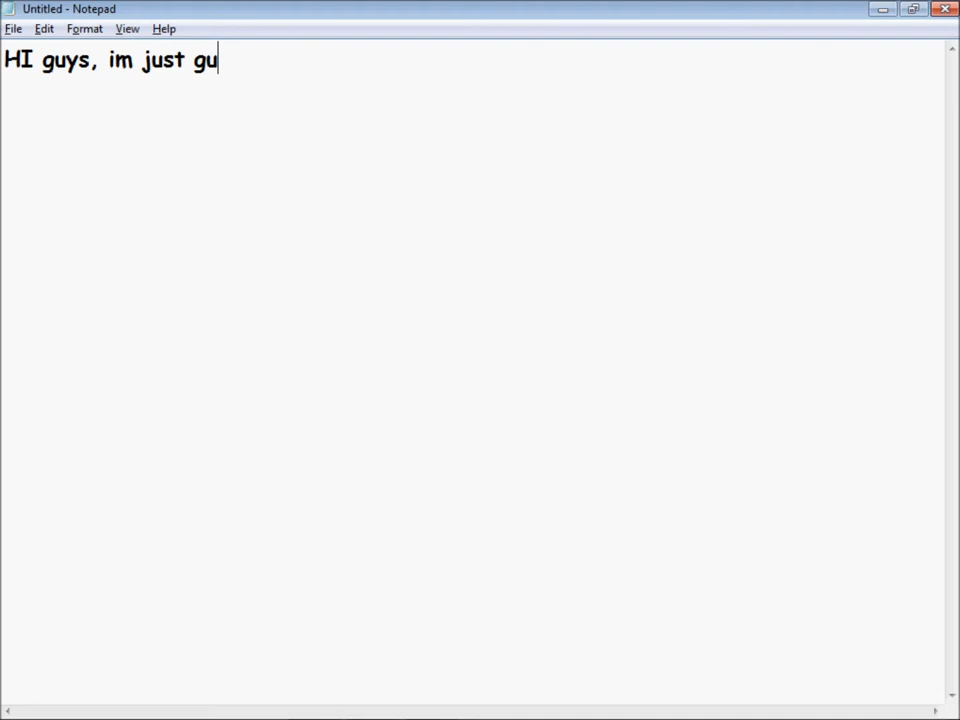 Untitled - Notepad
File Edit Format View Help
HI guys, im just gu